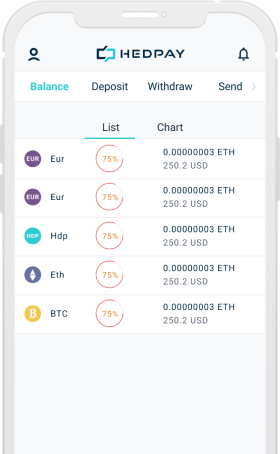 HEDPAY
Balance Deposit Withdraw Send
List Chart
EUR Eur 75% 0.00000003 ETH
250.2 USD
EUR Eur 75% 0.00000003 ETH
250.2 USD
HDP Hdp 75% 0.00000003 ETH
250.2 USD
Eth 75% 0.00000003 ETH
250.2 USD
BTC 75% 0.00000003 ETH
250.2 USD